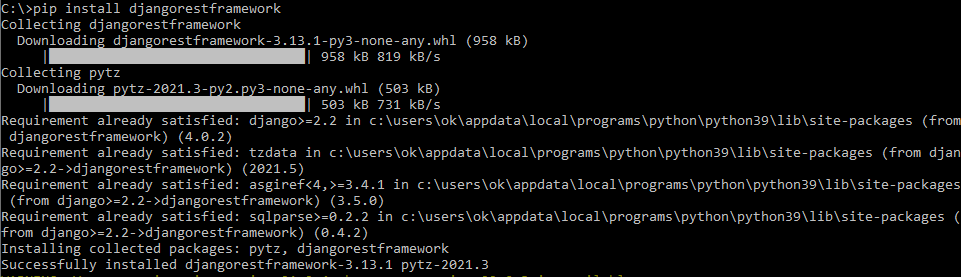 C:\>pip install djangorestframework
Collecting djangorestframework
  Downloading djangorestframework-3.13.1-py3-none-any.whl (958 kB)
     |████████████████████████████████| 958 kB 819 kB/s
Collecting pytz
  Downloading pytz-2021.3-py2.py3-none-any.whl (503 kB)
     |████████████████████████████████| 503 kB 731 kB/s
Requirement already satisfied: django>=2.2 in c:\users\ok\appdata\local\programs\python\python39\lib\site-packages (from
 djangorestframework) (4.0.2)
Requirement already satisfied: tzdata in c:\users\ok\appdata\local\programs\python\python39\lib\site-packages (from djan
go>=2.2->djangorestframework) (2021.5)
Requirement already satisfied: asgiref<4,>=3.4.1 in c:\users\ok\appdata\local\programs\python\python39\lib\site-packages
 (from django>=2.2->djangorestframework) (3.5.0)
Requirement already satisfied: sqlparse>=0.2.2 in c:\users\ok\appdata\local\programs\python\python39\lib\site-packages (
from django>=2.2->djangorestframework) (0.4.2)
Installing collected packages: pytz, djangorestframework
Successfully installed djangorestframework-3.13.1 pytz-2021.3